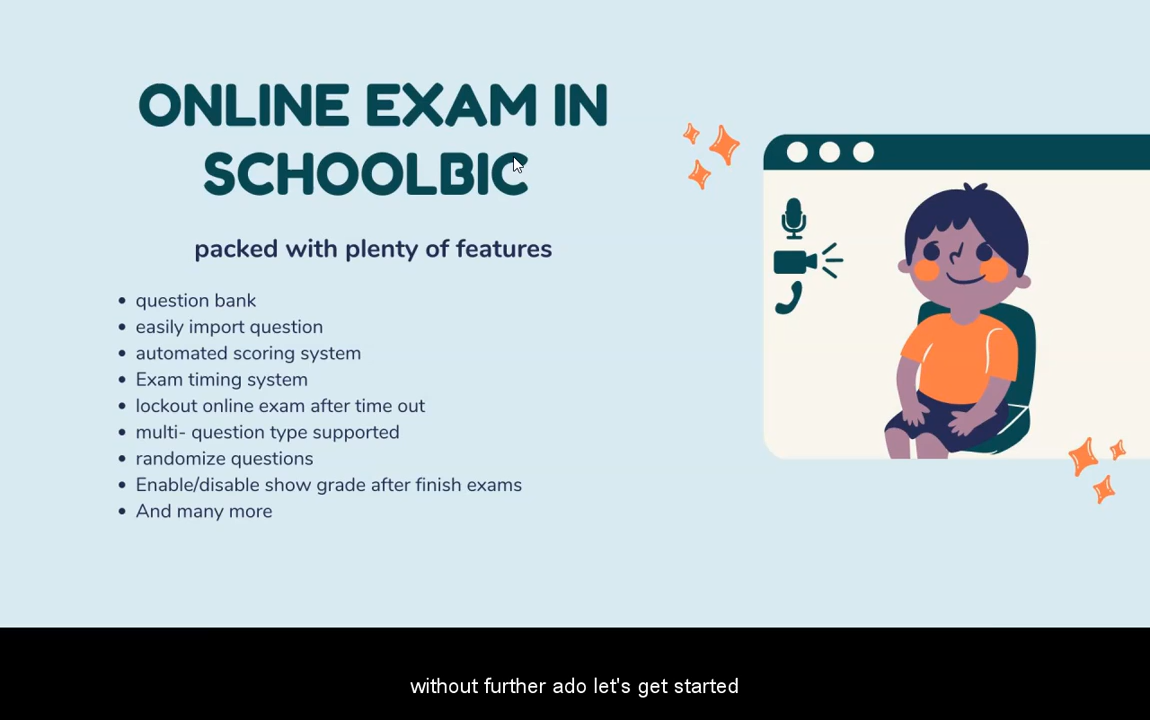 ONLINE EXAM IN
SCHOOLBIC
packed with plenty of features
• question bank
• easily import question
• automated scoring system
• Exam timing system
• lockout online exam after time out
• multi- question type supported
• randomize questions
• Enable/disable show grade after finish exams
• And many more
without further ado let's get started